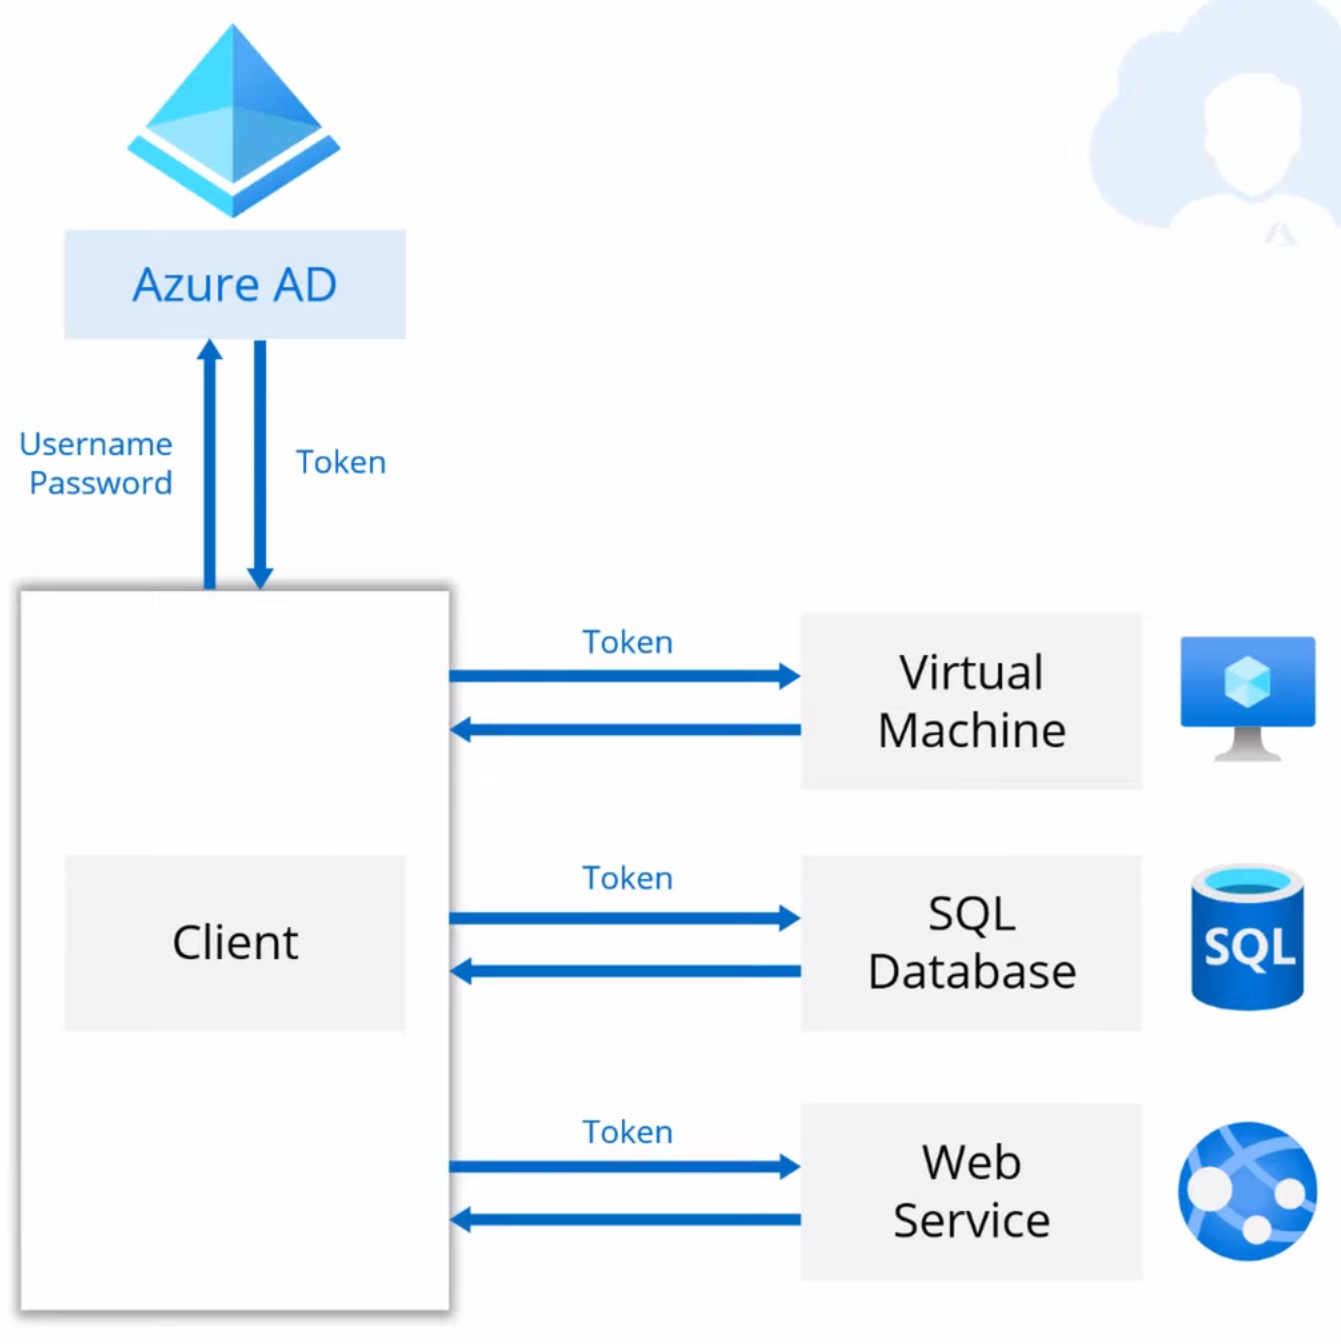 Azure AD
Username
Password
Token
Token
Virtual
Machine
Client
Token
SQL
Database
SQL
Token
Web
Service